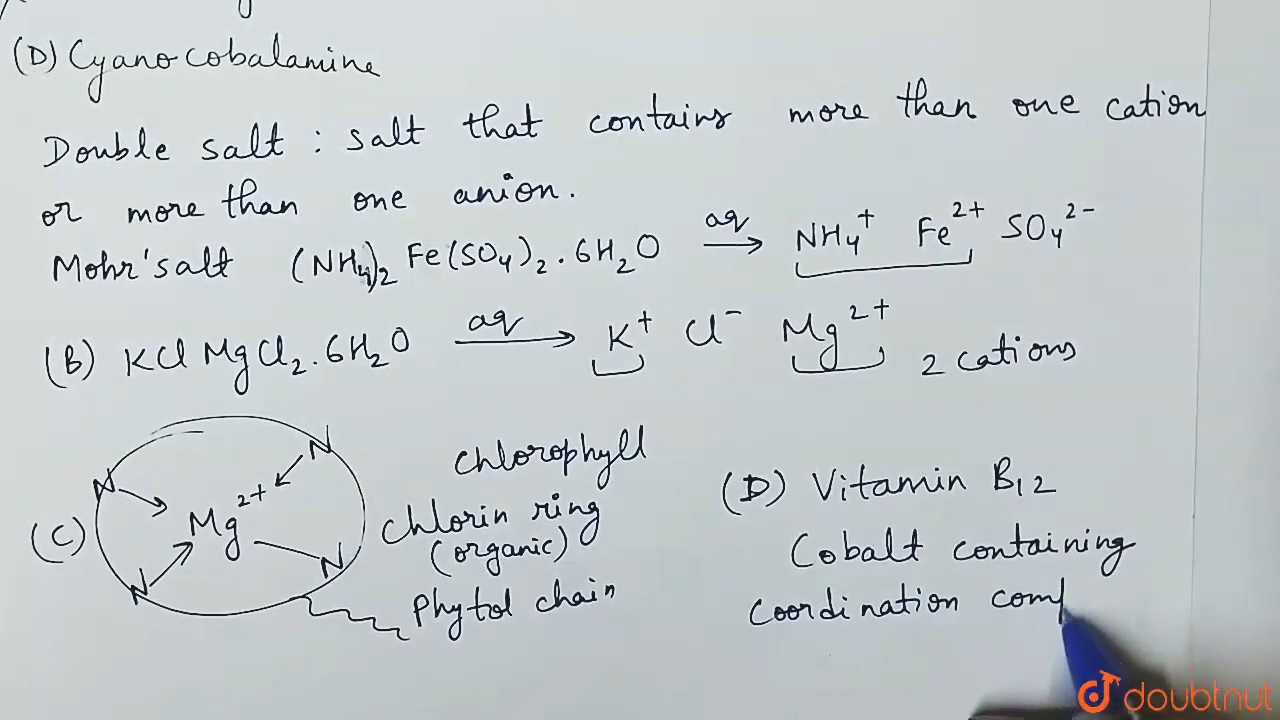 (D) Cyanocobalamine
Double salt : salt that contains more than one cation
or more than one anion.
Mohr's salt (NH₄)₂ Fe(SO₄)₂ . 6H₂O —aq→ NH₄⁺ Fe²⁺ SO₄²⁻
(B) KCl MgCl₂ . 6H₂O —aq→ K⁺ Cl⁻ Mg²⁺ 2 cations
(C) N N Mg²⁺ N N
Chlorophyll
Chlorin ring
(organic)
Phytol chain
(D) Vitamin B₁₂
Cobalt containing
Coordination comp
doubtnut